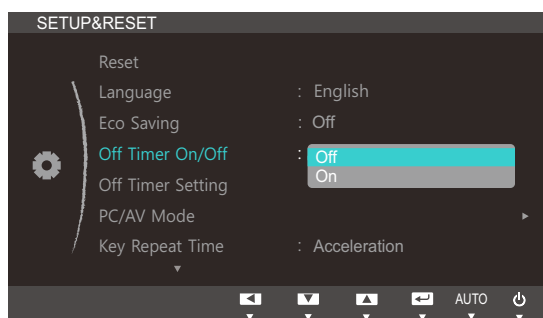 SETUP&RESET
Reset
Language : English
Eco Saving : Off
Off Timer On/Off : Off
On
Off Timer Setting
PC/AV Mode
Key Repeat Time : Acceleration
AUTO